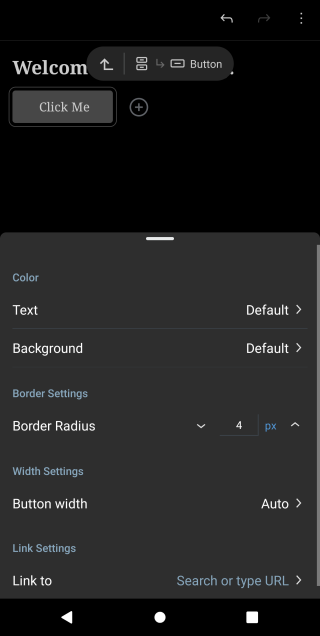 Welcom
Button
Click Me
Color
Text Default
Background Default
Border Settings
Border Radius 4 px
Width Settings
Button width Auto
Link Settings
Link to Search or type URL